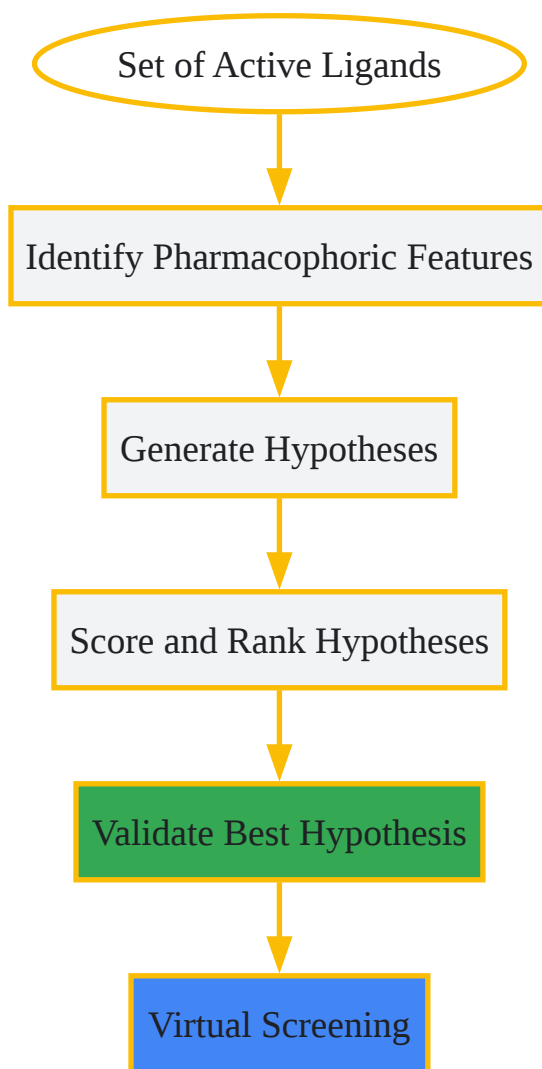 Set of Active Ligands
Identify Pharmacophoric Features
Generate Hypotheses
Score and Rank Hypotheses
Validate Best Hypothesis
Virtual Screening